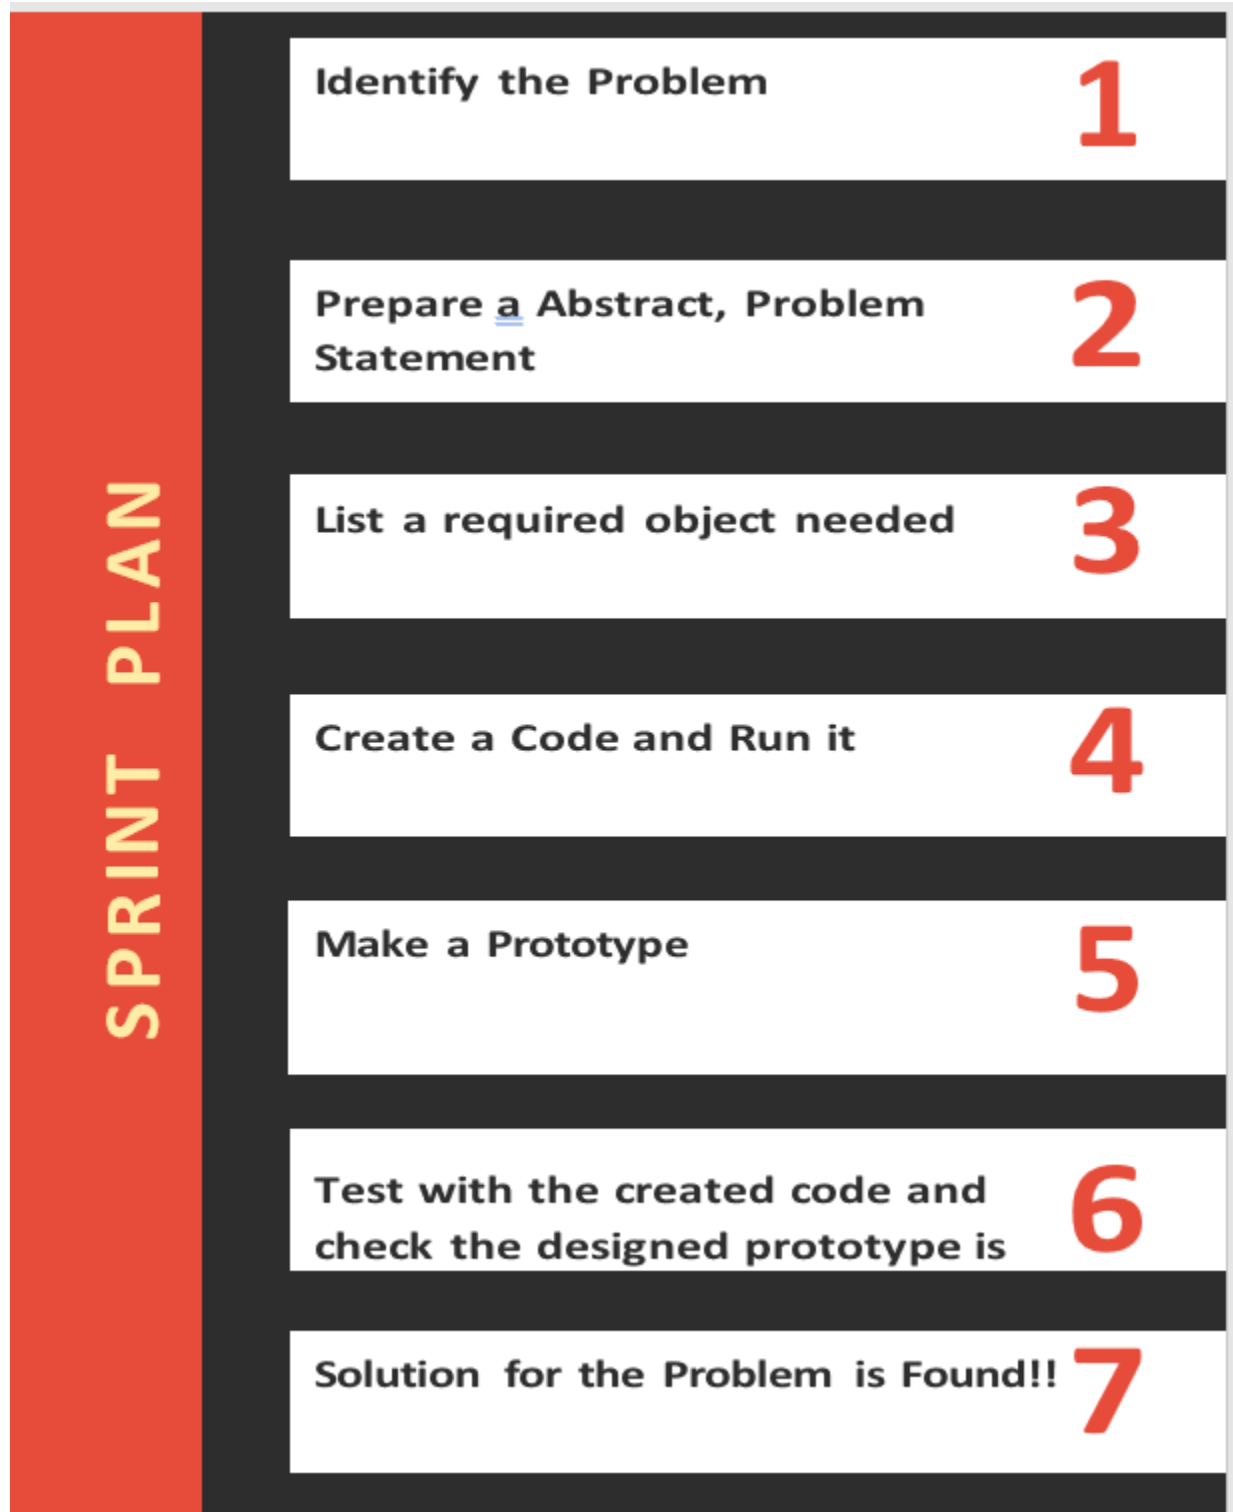 SPRINT PLAN
Identify the Problem
1
Prepare a Abstract, Problem
Statement
2
List a required object needed
3
Create a Code and Run it
4
Make a Prototype
5
Test with the created code and
check the designed prototype is
6
Solution for the Problem is Found!!
7